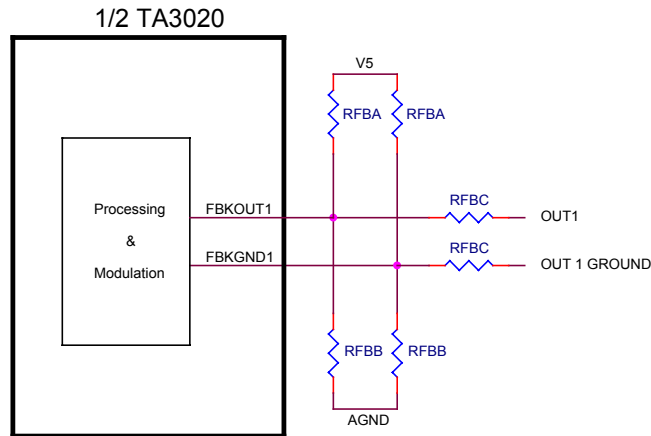 1/2 TA3020
V5
RFBA
RFBA
Processing
&
Modulation
FBKOUT1
RFBC
OUT1
FBKGND1
RFBC
OUT 1 GROUND
RFBB
RFBB
AGND